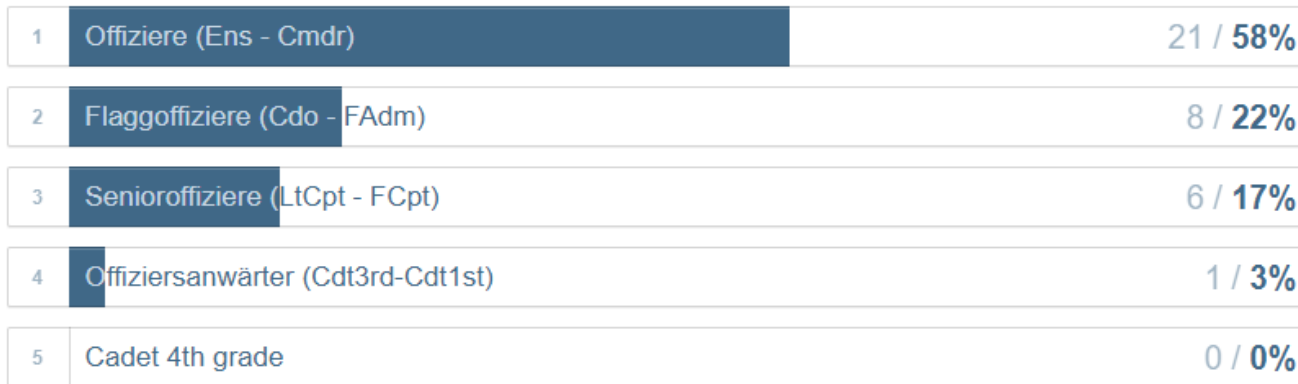 1 Offiziere (Ens - Cmdr) 21 / 58%
2 Flaggoffiziere (Cdo - FAdm) 8 / 22%
3 Senioroffiziere (LtCpt - FCpt) 6 / 17%
4 Offiziersanwärter (Cdt3rd-Cdt1st) 1 / 3%
5 Cadet 4th grade 0 / 0%